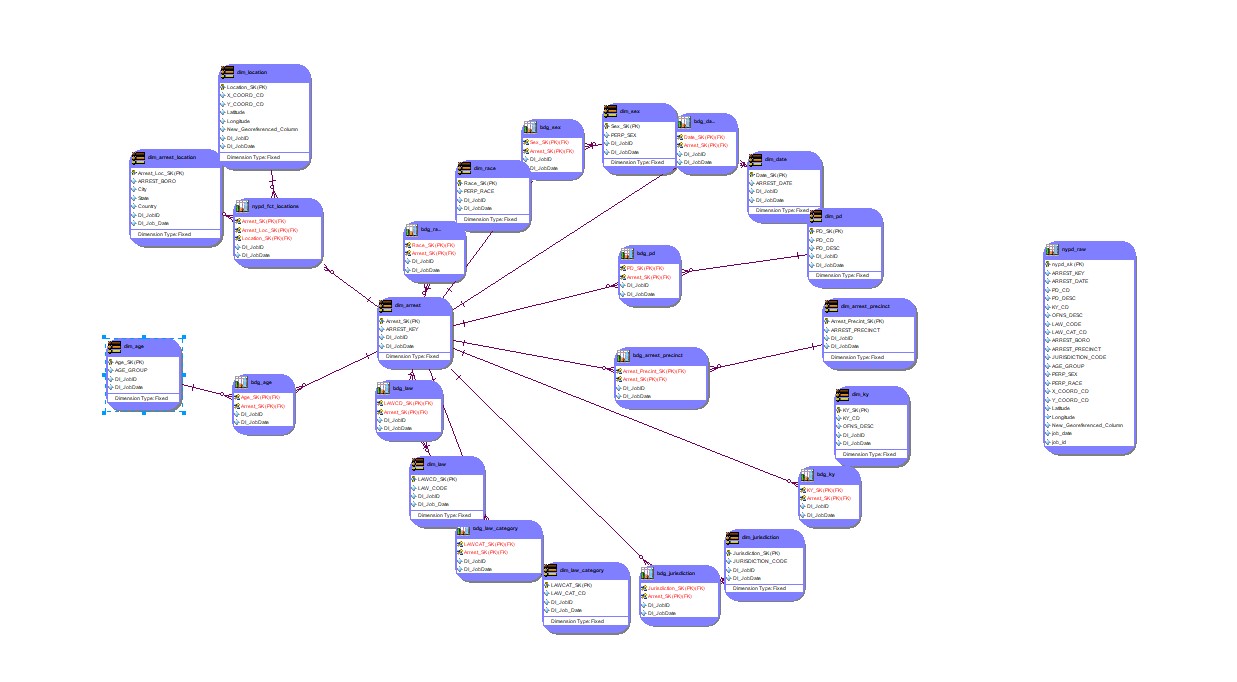 dim_location
Location_SK(PK)
X_COORD_CD
Y_COORD_CD
Latitude
Longitude
New_Georeferenced_Column
DI_JobID
DI_JobDate
Dimension Type: Fixed
dim_arrest_location
Arrest_Loc_SK(PK)
ARREST_BORO
City
State
Country
DI_JobID
DI_Job_Date
Dimension Type: Fixed
nypd_fct_locations
Arrest_SK(PK)(FK)
Arrest_Loc_SK(PK)(FK)
Location_SK(PK)(FK)
DI_JobID
DI_JobDate
bdg_sex
Sex_SK(PK)(FK)
Arrest_SK(PK)(FK)
DI_JobID
DI_JobDate
dim_sex
Sex_SK(PK)
PERP_SEX
DI_JobID
DI_JobDate
Dimension Type: Fixed
bdg_da...
Date_SK(PK)(FK)
Arrest_SK(PK)(FK)
DI_JobID
DI_JobDate
dim_date
Date_SK(PK)
ARREST_DATE
DI_JobID
DI_JobDate
Dimension Type: Fixed
dim_race
Race_SK(PK)
PERP_RACE
DI_JobID
DI_JobDate
Dimension Type: Fixed
bdg_ra...
Race_SK(PK)(FK)
Arrest_SK(PK)(FK)
DI_JobID
DI_JobDate
dim_pd
PD_SK(PK)
PD_CD
PD_DESC
DI_JobID
DI_JobDate
Dimension Type: Fixed
bdg_pd
PD_SK(PK)(FK)
Arrest_SK(PK)(FK)
DI_JobID
DI_JobDate
nypd_raw
nypd_sk (PK)
ARREST_KEY
ARREST_DATE
PD_CD
PD_DESC
KY_CD
OFNS_DESC
LAW_CODE
LAW_CAT_CD
ARREST_BORO
ARREST_PRECINCT
JURISDICTION_CODE
AGE_GROUP
PERP_SEX
PERP_RACE
X_COORD_CD
Y_COORD_CD
Latitude
Longitude
New_Georeferenced_Column
job_date
job_id
dim_arrest
Arrest_SK(PK)
ARREST_KEY
DI_JobID
DI_JobDate
Dimension Type: Fixed
dim_arrest_precinct
Arrest_Precint_SK(PK)
ARREST_PRECINCT
DI_JobID
DI_JobDate
Dimension Type: Fixed
bdg_arrest_precinct
Arrest_Precint_SK(PK)(FK)
Arrest_SK(PK)(FK)
DI_JobID
DI_JobDate
dim_age
Age_SK(PK)
AGE_GROUP
DI_JobID
DI_JobDate
Dimension Type: Fixed
bdg_age
Age_SK(PK)(FK)
Arrest_SK(PK)(FK)
DI_JobID
DI_JobDate
bdg_law
LAWCD_SK(PK)(FK)
Arrest_SK(PK)(FK)
DI_JobID
DI_JobDate
dim_ky
KY_SK(PK)
KY_CD
OFNS_DESC
DI_JobID
DI_JobDate
Dimension Type: Fixed
bdg_ky
KY_SK(PK)(FK)
Arrest_SK(PK)(FK)
DI_JobID
DI_JobDate
dim_law
LAWCD_SK(PK)
LAW_CODE
DI_JobID
DI_Job_Date
Dimension Type: Fixed
bdg_law_category
LAWCAT_SK(PK)(FK)
Arrest_SK(PK)(FK)
DI_JobID
DI_JobDate
dim_law_category
LAWCAT_SK(PK)
LAW_CAT_CD
DI_JobID
DI_Job_Date
Dimension Type: Fixed
bdg_jurisdiction
Jurisdiction_SK(PK)(FK)
Arrest_SK(PK)(FK)
DI_JobID
DI_JobDate
dim_jurisdiction
Jurisdiction_SK(PK)
JURISDICTION_CODE
DI_JobID
DI_JobDate
Dimension Type: Fixed